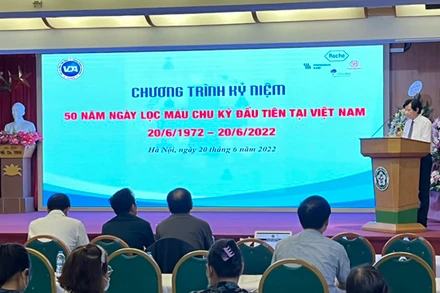 VDA
Roche
CHƯƠNG TRÌNH KỶ NIỆM
50 NĂM NGÀY LỌC MÁU CHU KỲ ĐẦU TIÊN TẠI VIỆT NAM
20/6/1972 – 20/6/2022
Hà Nội, ngày 20 tháng 6 năm 2022